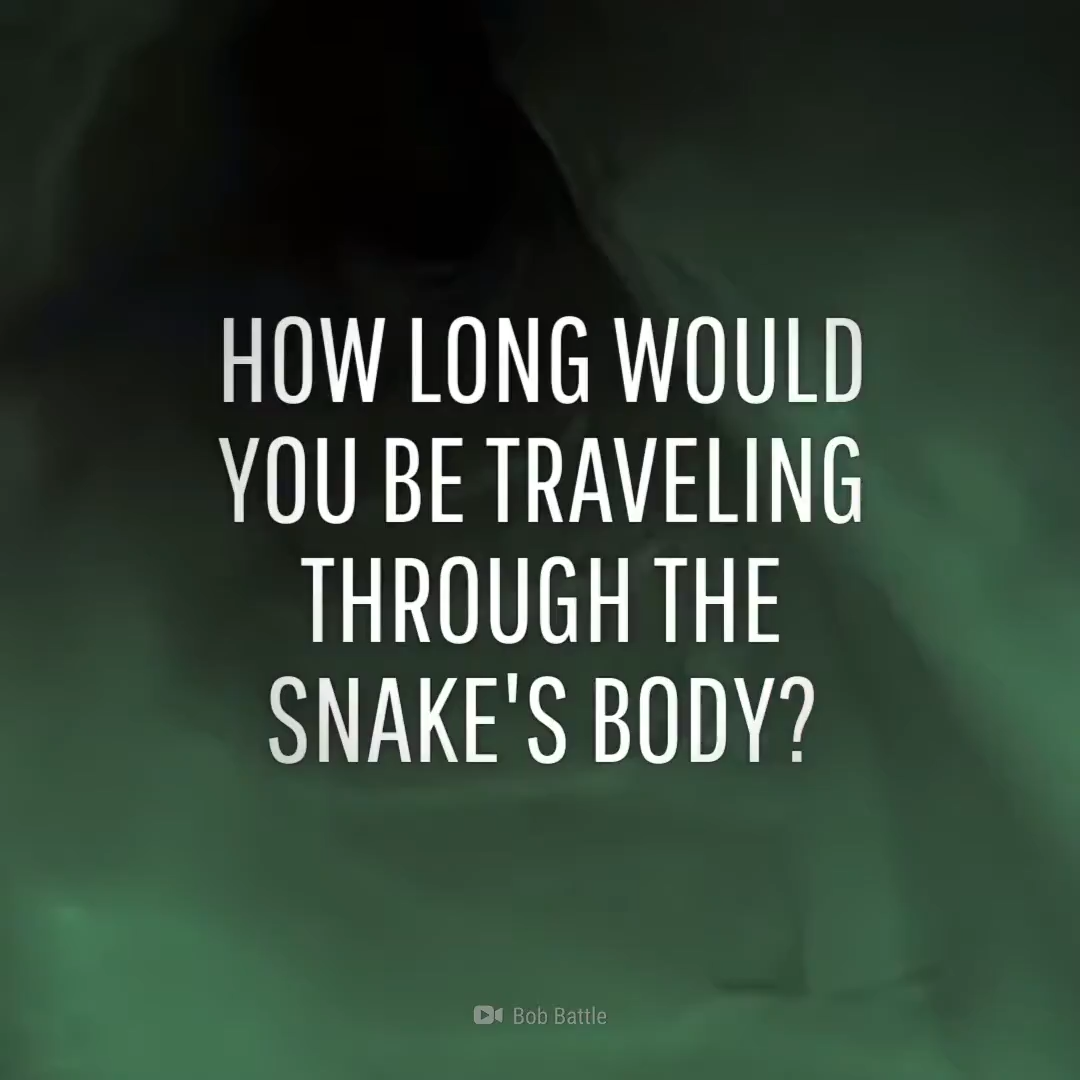 HOW LONG WOULD
YOU BE TRAVELING
THROUGH THE
SNAKE'S BODY?
Bob Battle